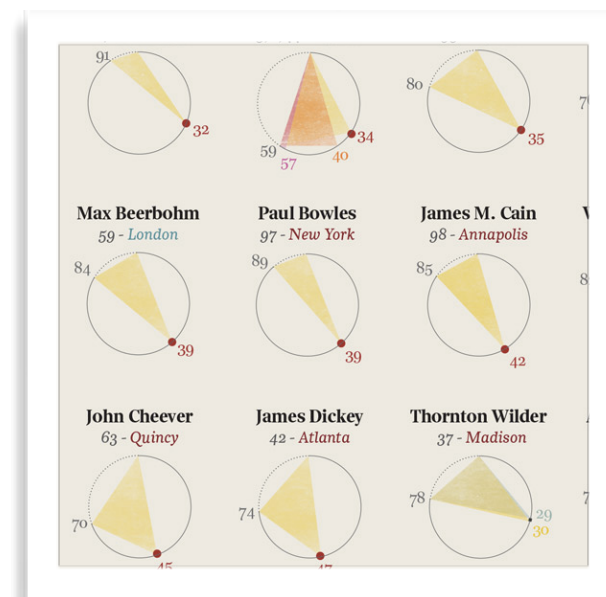 91
32
59
57
40
34
80
35
Max Beerbohm
59 - London
Paul Bowles
97 - New York
James M. Cain
98 - Annapolis
84
39
89
39
85
42
John Cheever
63 - Quincy
James Dickey
42 - Atlanta
Thornton Wilder
37 - Madison
70
45
74
47
78
29
30